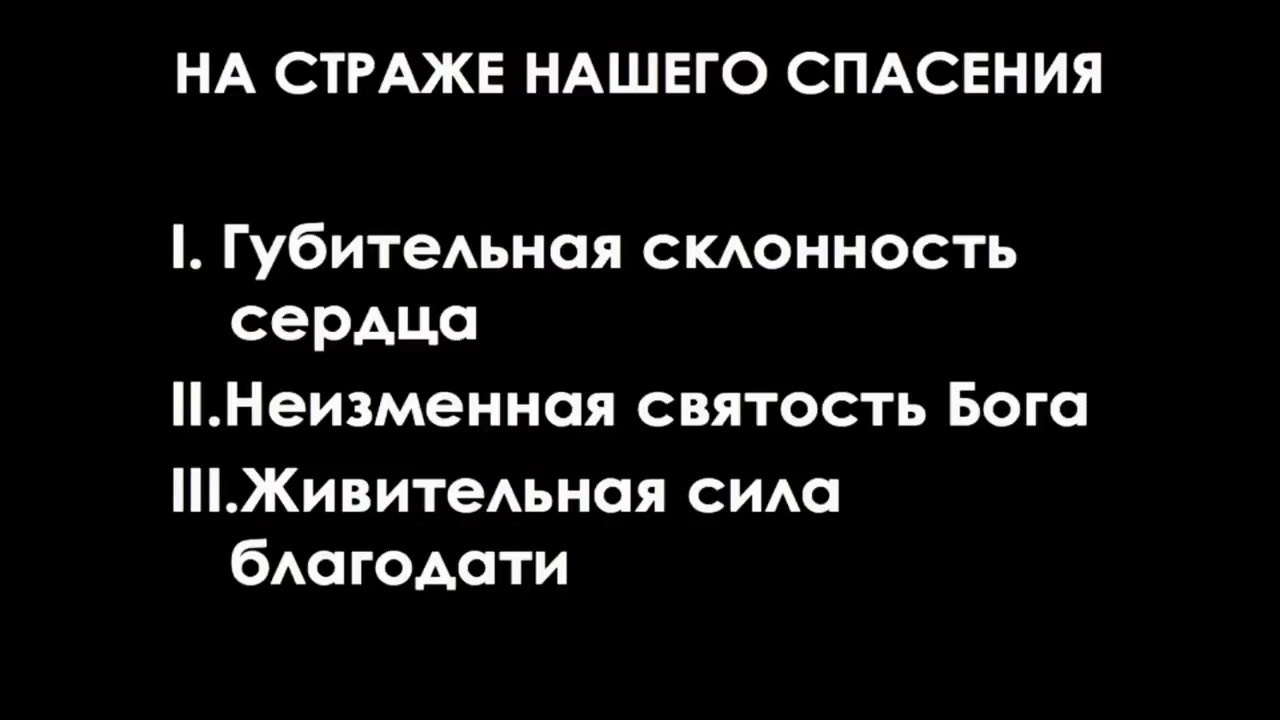 НА СТРАЖЕ НАШЕГО СПАСЕНИЯ
I. Губительная склонность
сердца
II.Неизменная святость Бога
III.Живительная сила
благодати